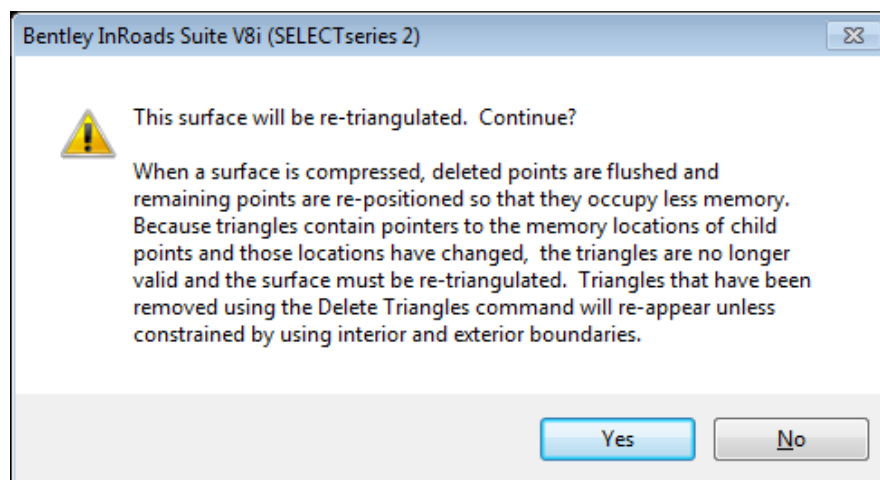 Bentley InRoads Suite V8i (SELECTseries 2)
This surface will be re-triangulated.  Continue?
When a surface is compressed, deleted points are flushed and
remaining points are re-positioned so that they occupy less memory.
Because triangles contain pointers to the memory locations of child
points and those locations have changed,  the triangles are no longer
valid and the surface must be re-triangulated.  Triangles that have been
removed using the Delete Triangles command will re-appear unless
constrained by using interior and exterior boundaries.
Yes
No